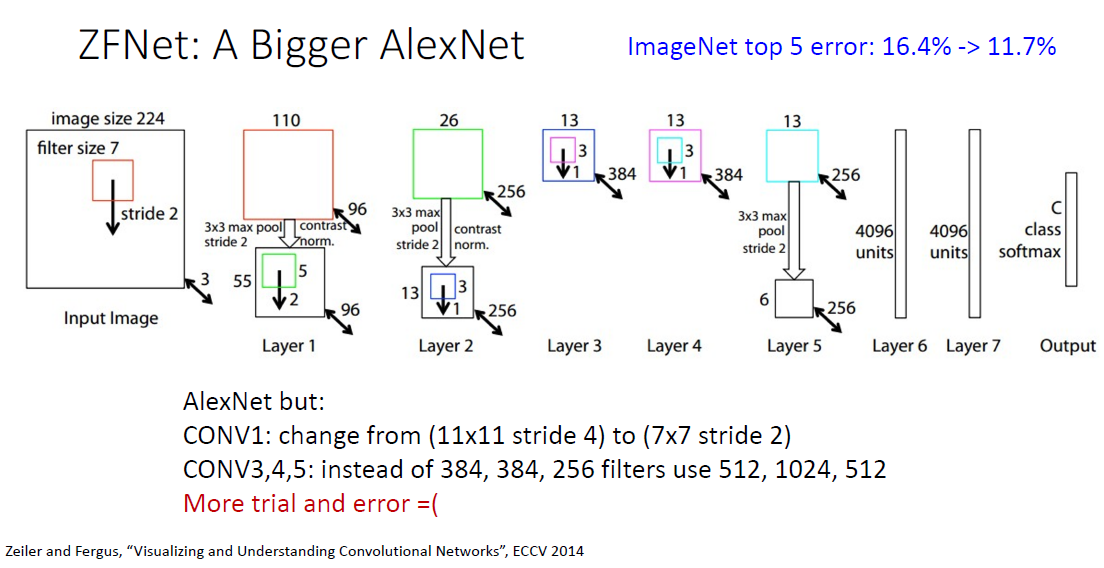 ZFNet: A Bigger AlexNet
ImageNet top 5 error: 16.4% -> 11.7%
image size 224
filter size 7
stride 2
3
Input Image
110
96
3x3 max pool
stride 2
contrast
norm.
55
5
2
96
Layer 1
26
256
3x3 max
pool
stride 2
contrast
norm.
13
3
1
256
Layer 2
13
3
1
384
Layer 3
13
3
1
384
Layer 4
13
256
3x3 max
pool
stride 2
6
256
Layer 5
4096
units
Layer 6
4096
units
Layer 7
C
class
softmax
Output
AlexNet but:
CONV1: change from (11x11 stride 4) to (7x7 stride 2)
CONV3,4,5: instead of 384, 384, 256 filters use 512, 1024, 512
More trial and error =(
Zeiler and Fergus, “Visualizing and Understanding Convolutional Networks”, ECCV 2014